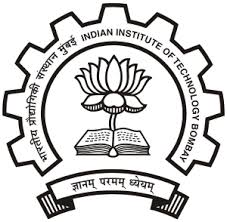 भारतीय प्रौद्योगिकी संस्थान मुंबई
INDIAN INSTITUTE OF TECHNOLOGY BOMBAY
ज्ञानम् परमम् ध्येयम्